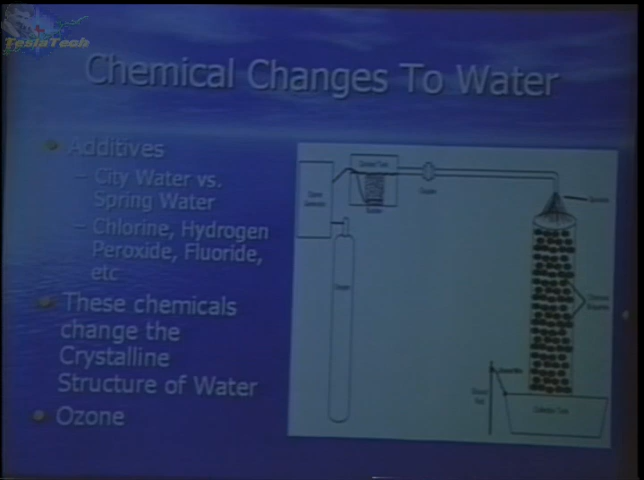 TeslaTech
Chemical Changes To Water
Additives
– City Water vs.
Spring Water
– Chlorine, Hydrogen
Peroxide, Fluoride,
etc
These chemicals
change the
Crystalline
Structure of Water
Ozone